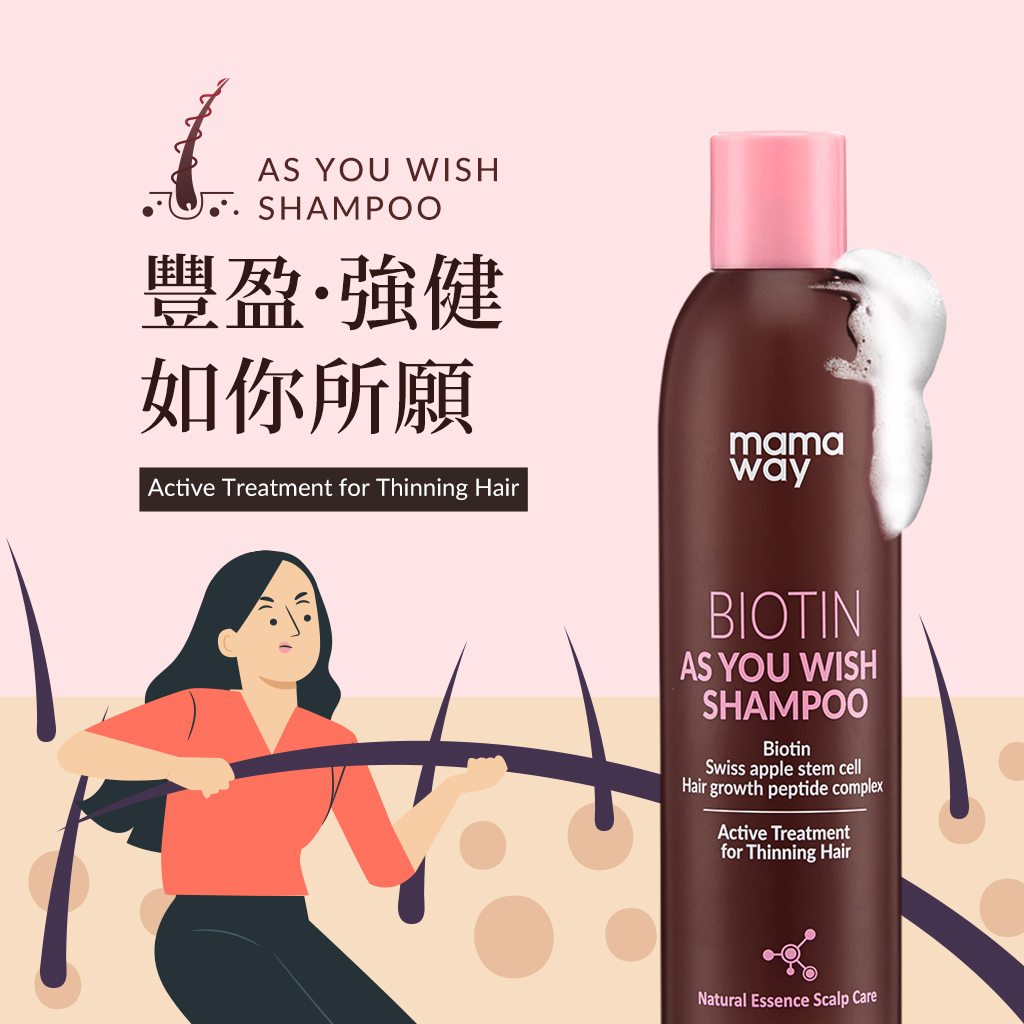 AS YOU WISH
SHAMPOO
豐盈·強健
如你所願
Active Treatment for Thinning Hair
mama
way
BIOTIN
AS YOU WISH
SHAMPOO
Biotin
Swiss apple stem cell
Hair growth peptide complex
Active Treatment
for Thinning Hair
Natural Essence Scalp Care